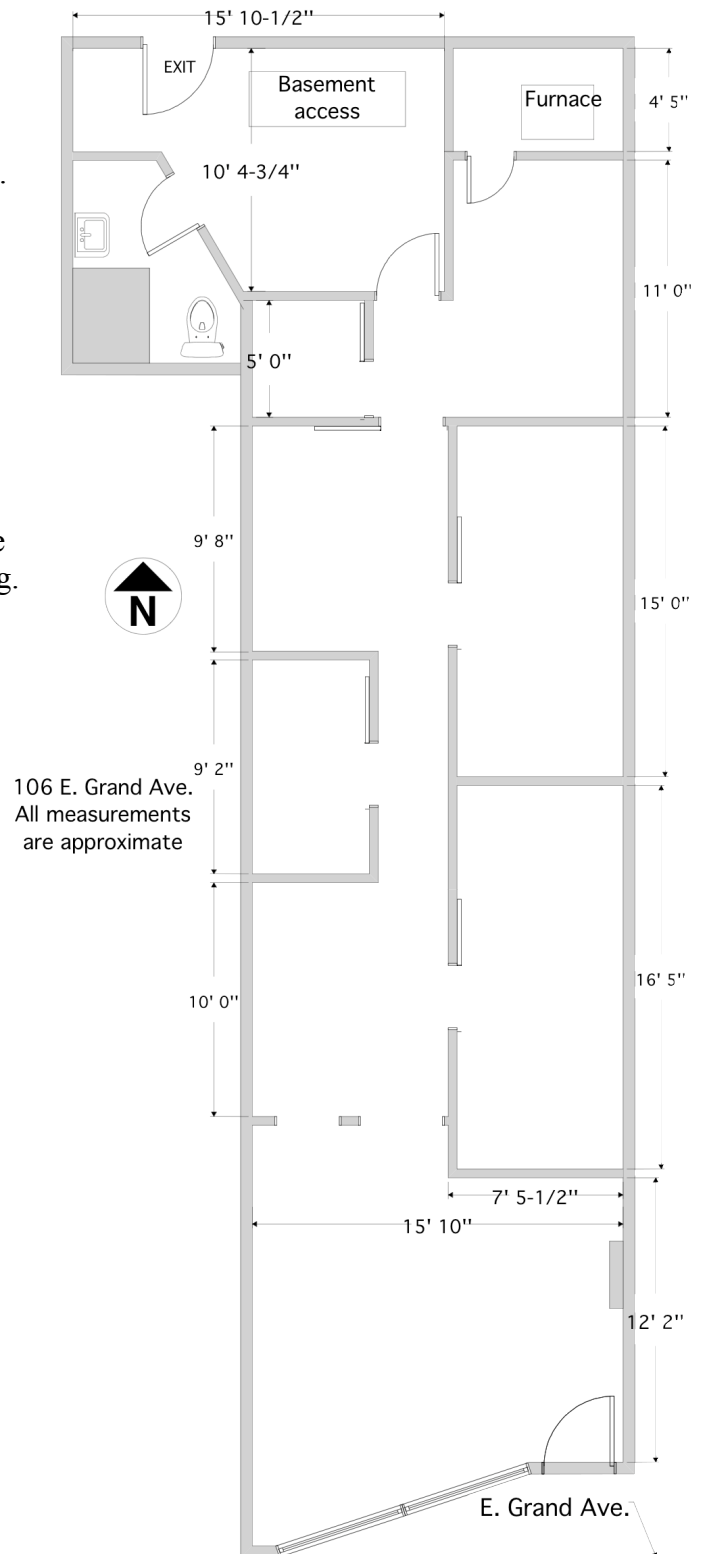 15' 10-1/2''
EXIT
Basement
access
Furnace
4' 5''
.
10' 4-3/4''
11' 0''
5' 0''
e
g.
9' 8''
N
15' 0''
9' 2''
106 E. Grand Ave.
All measurements
are approximate
16' 5''
10' 0''
7' 5-1/2''
15' 10''
12' 2''
E. Grand Ave.